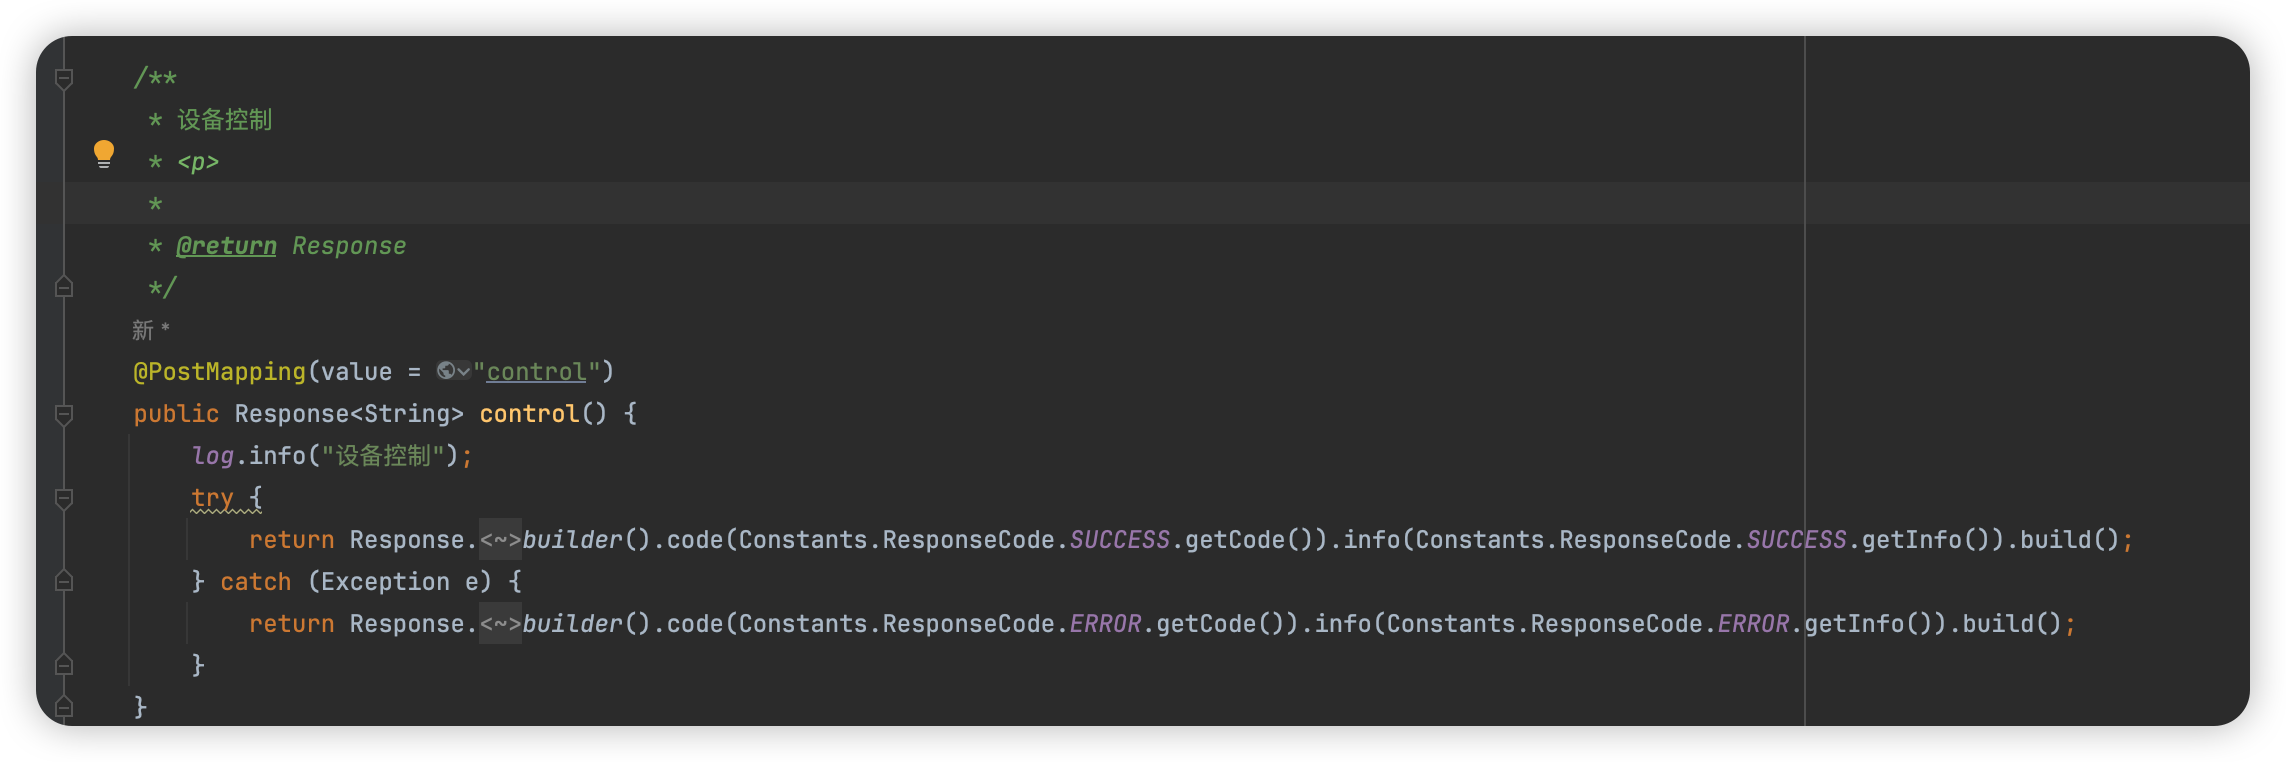 /**
 * 设备控制
 * <p>
 *
 * @return Response
 */
新 *
@PostMapping(value = "control")
public Response<String> control() {
    log.info("设备控制");
    try {
        return Response.<~>builder().code(Constants.ResponseCode.SUCCESS.getCode()).info(Constants.ResponseCode.SUCCESS.getInfo()).build();
    } catch (Exception e) {
        return Response.<~>builder().code(Constants.ResponseCode.ERROR.getCode()).info(Constants.ResponseCode.ERROR.getInfo()).build();
    }
}